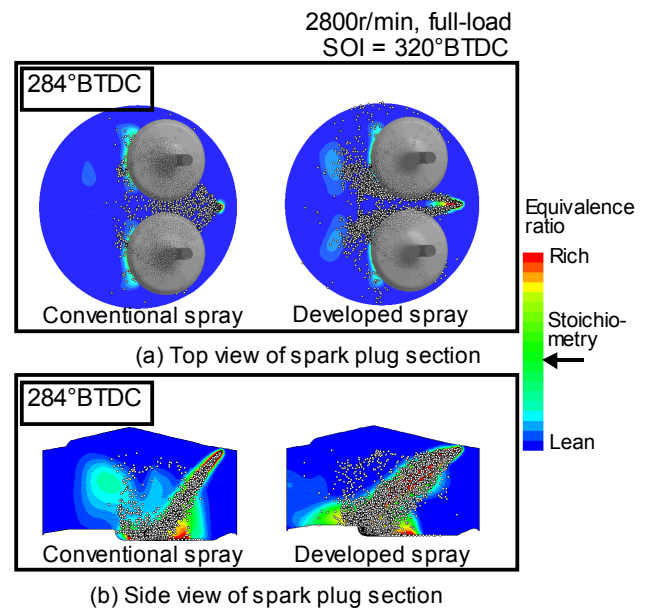 2800r/min, full-load
SOI = 320°BTDC
284°BTDC
Conventional spray
Developed spray
(a) Top view of spark plug section
Equivalence
ratio
Rich
Stoichio-
metry
Lean
284°BTDC
Conventional spray
Developed spray
(b) Side view of spark plug section